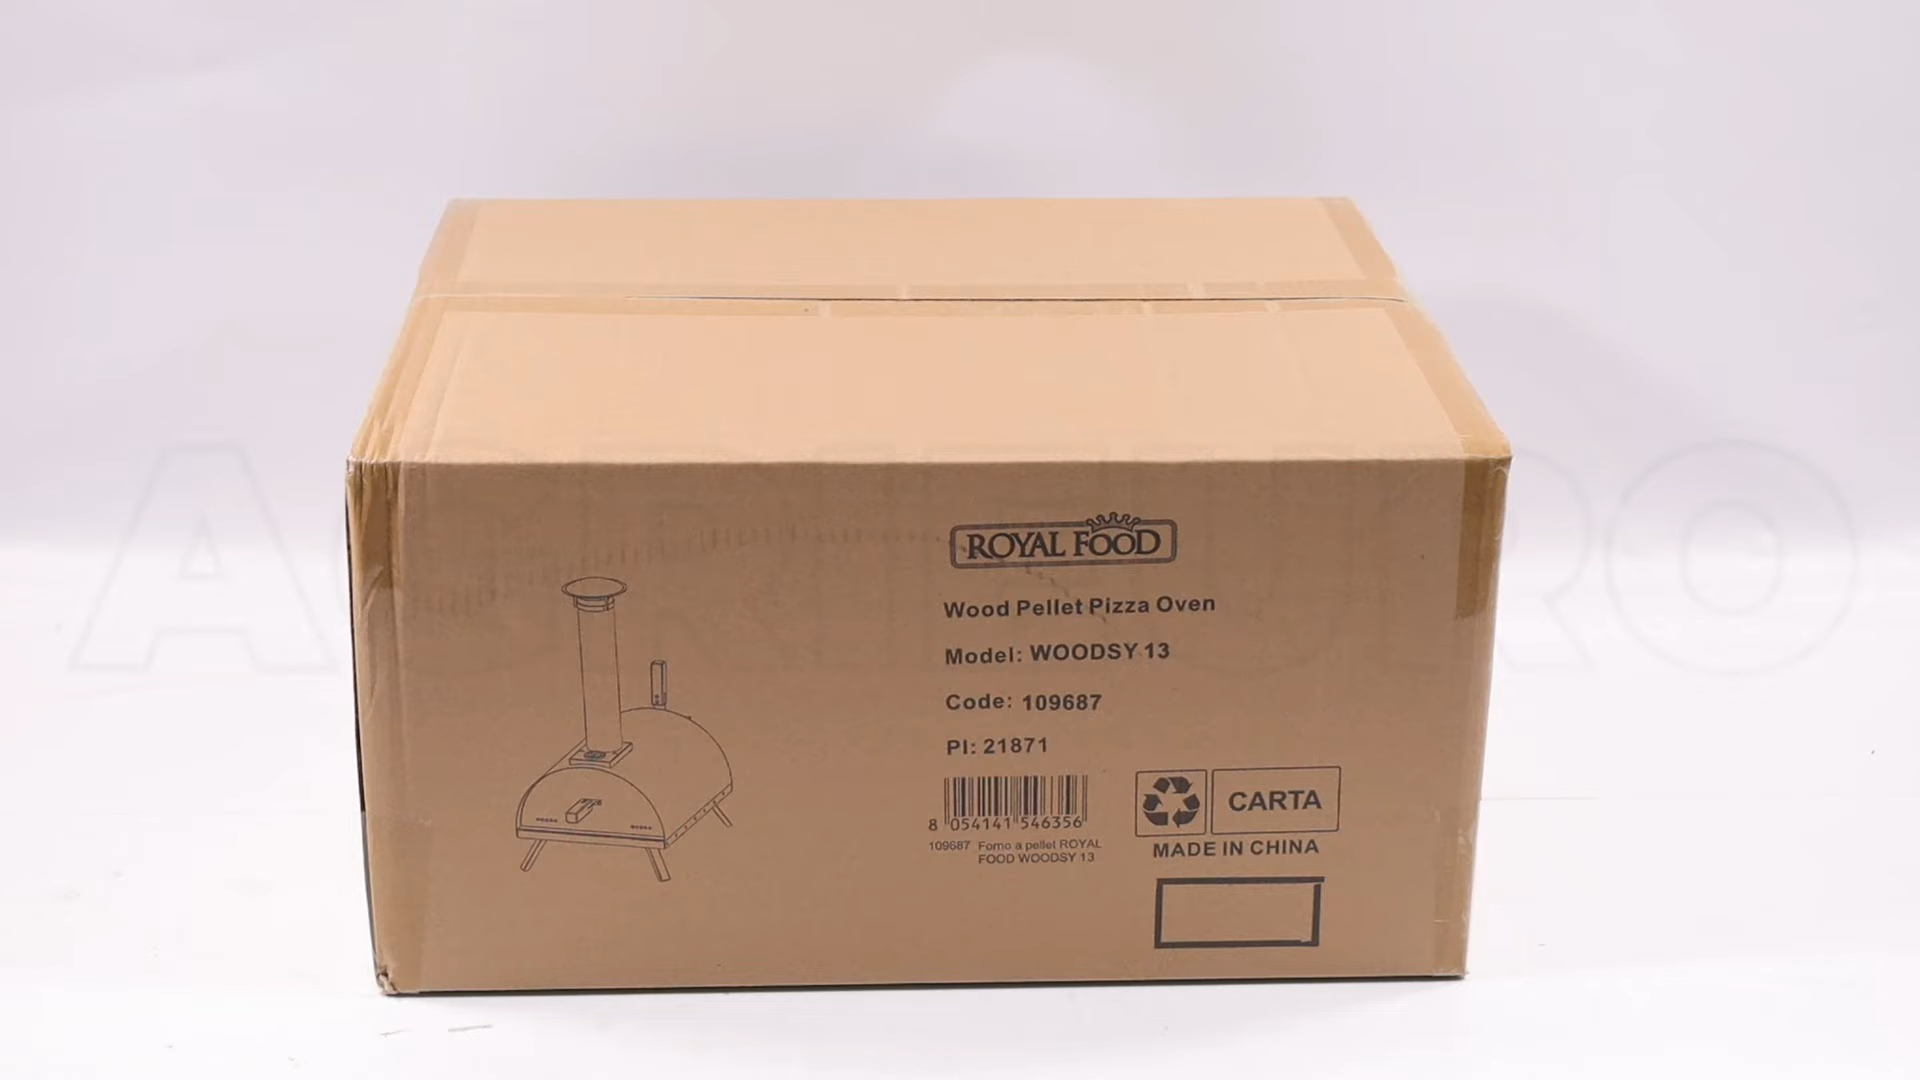 AGRIEURO
ROYAL FOOD
Wood Pellet Pizza Oven
Model: WOODSY 13
Code: 109687
PI: 21871
8 054141 546356
109687 Forno a pellet ROYAL
FOOD WOODSY 13
CARTA
MADE IN CHINA